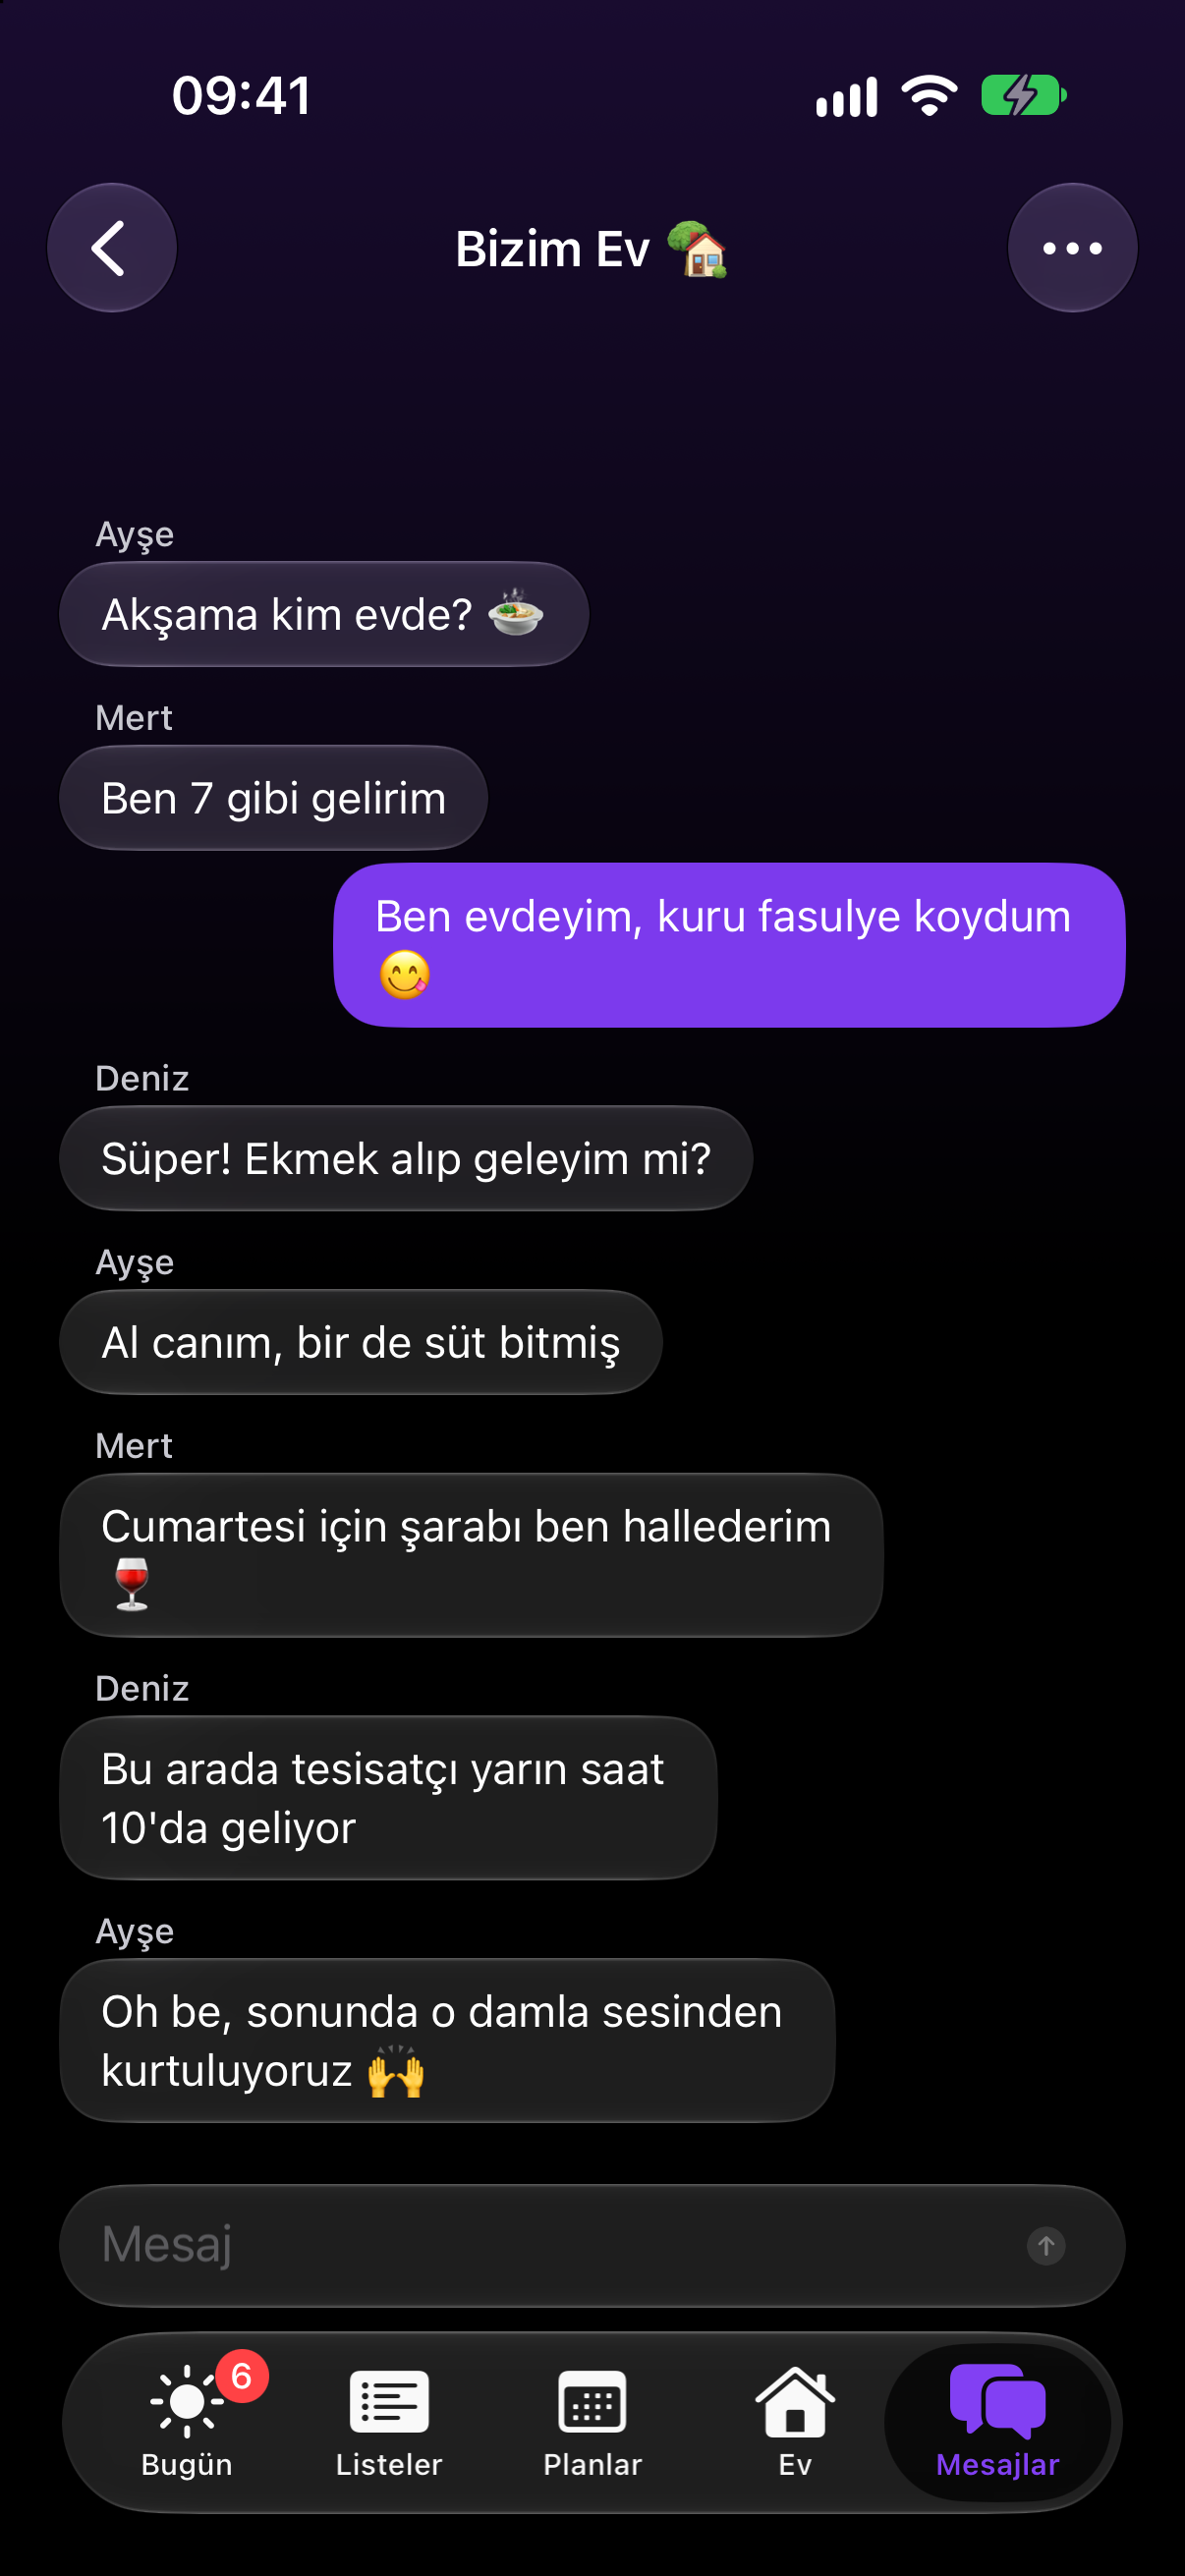 09:41
Bizim Ev 🏡
Ayşe
Akşama kim evde? 🍲
Mert
Ben 7 gibi gelirim
Ben evdeyim, kuru fasulye koydum
😋
Deniz
Süper! Ekmek alıp geleyim mi?
Ayşe
Al canım, bir de süt bitmiş
Mert
Cumartesi için şarabı ben hallederim
🍷
Deniz
Bu arada tesisatçı yarın saat
10'da geliyor
Ayşe
Oh be, sonunda o damla sesinden
kurtuluyoruz 🙌
Mesaj
6
Bugün
Listeler
Planlar
Ev
Mesajlar